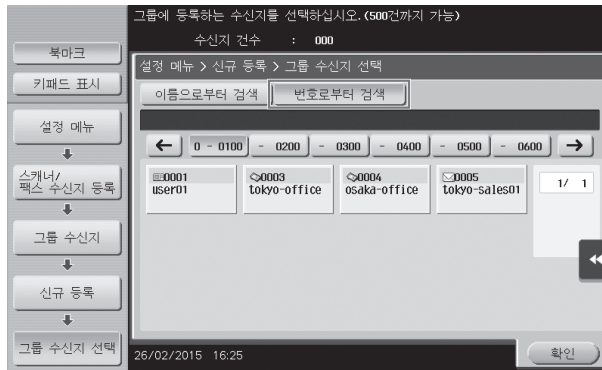 그룹에 등록하는 수신지를 선택하십시오.(500건까지 가능)
수신지 건수 : 000
북마크
키패드 표시
설정 메뉴
스캐너/
팩스 수신지 등록
그룹 수신지
신규 등록
그룹 수신지 선택
설정 메뉴 > 신규 등록 > 그룹 수신지 선택
이름으로부터 검색
번호로부터 검색
← 0 - 0100 - 0200 - 0300 - 0400 - 0500 - 0600 →
0001 0003 0004 0005 1/ 1
user01 tokyo-office osaka-office tokyo-sales01
26/02/2015 16:25
확인